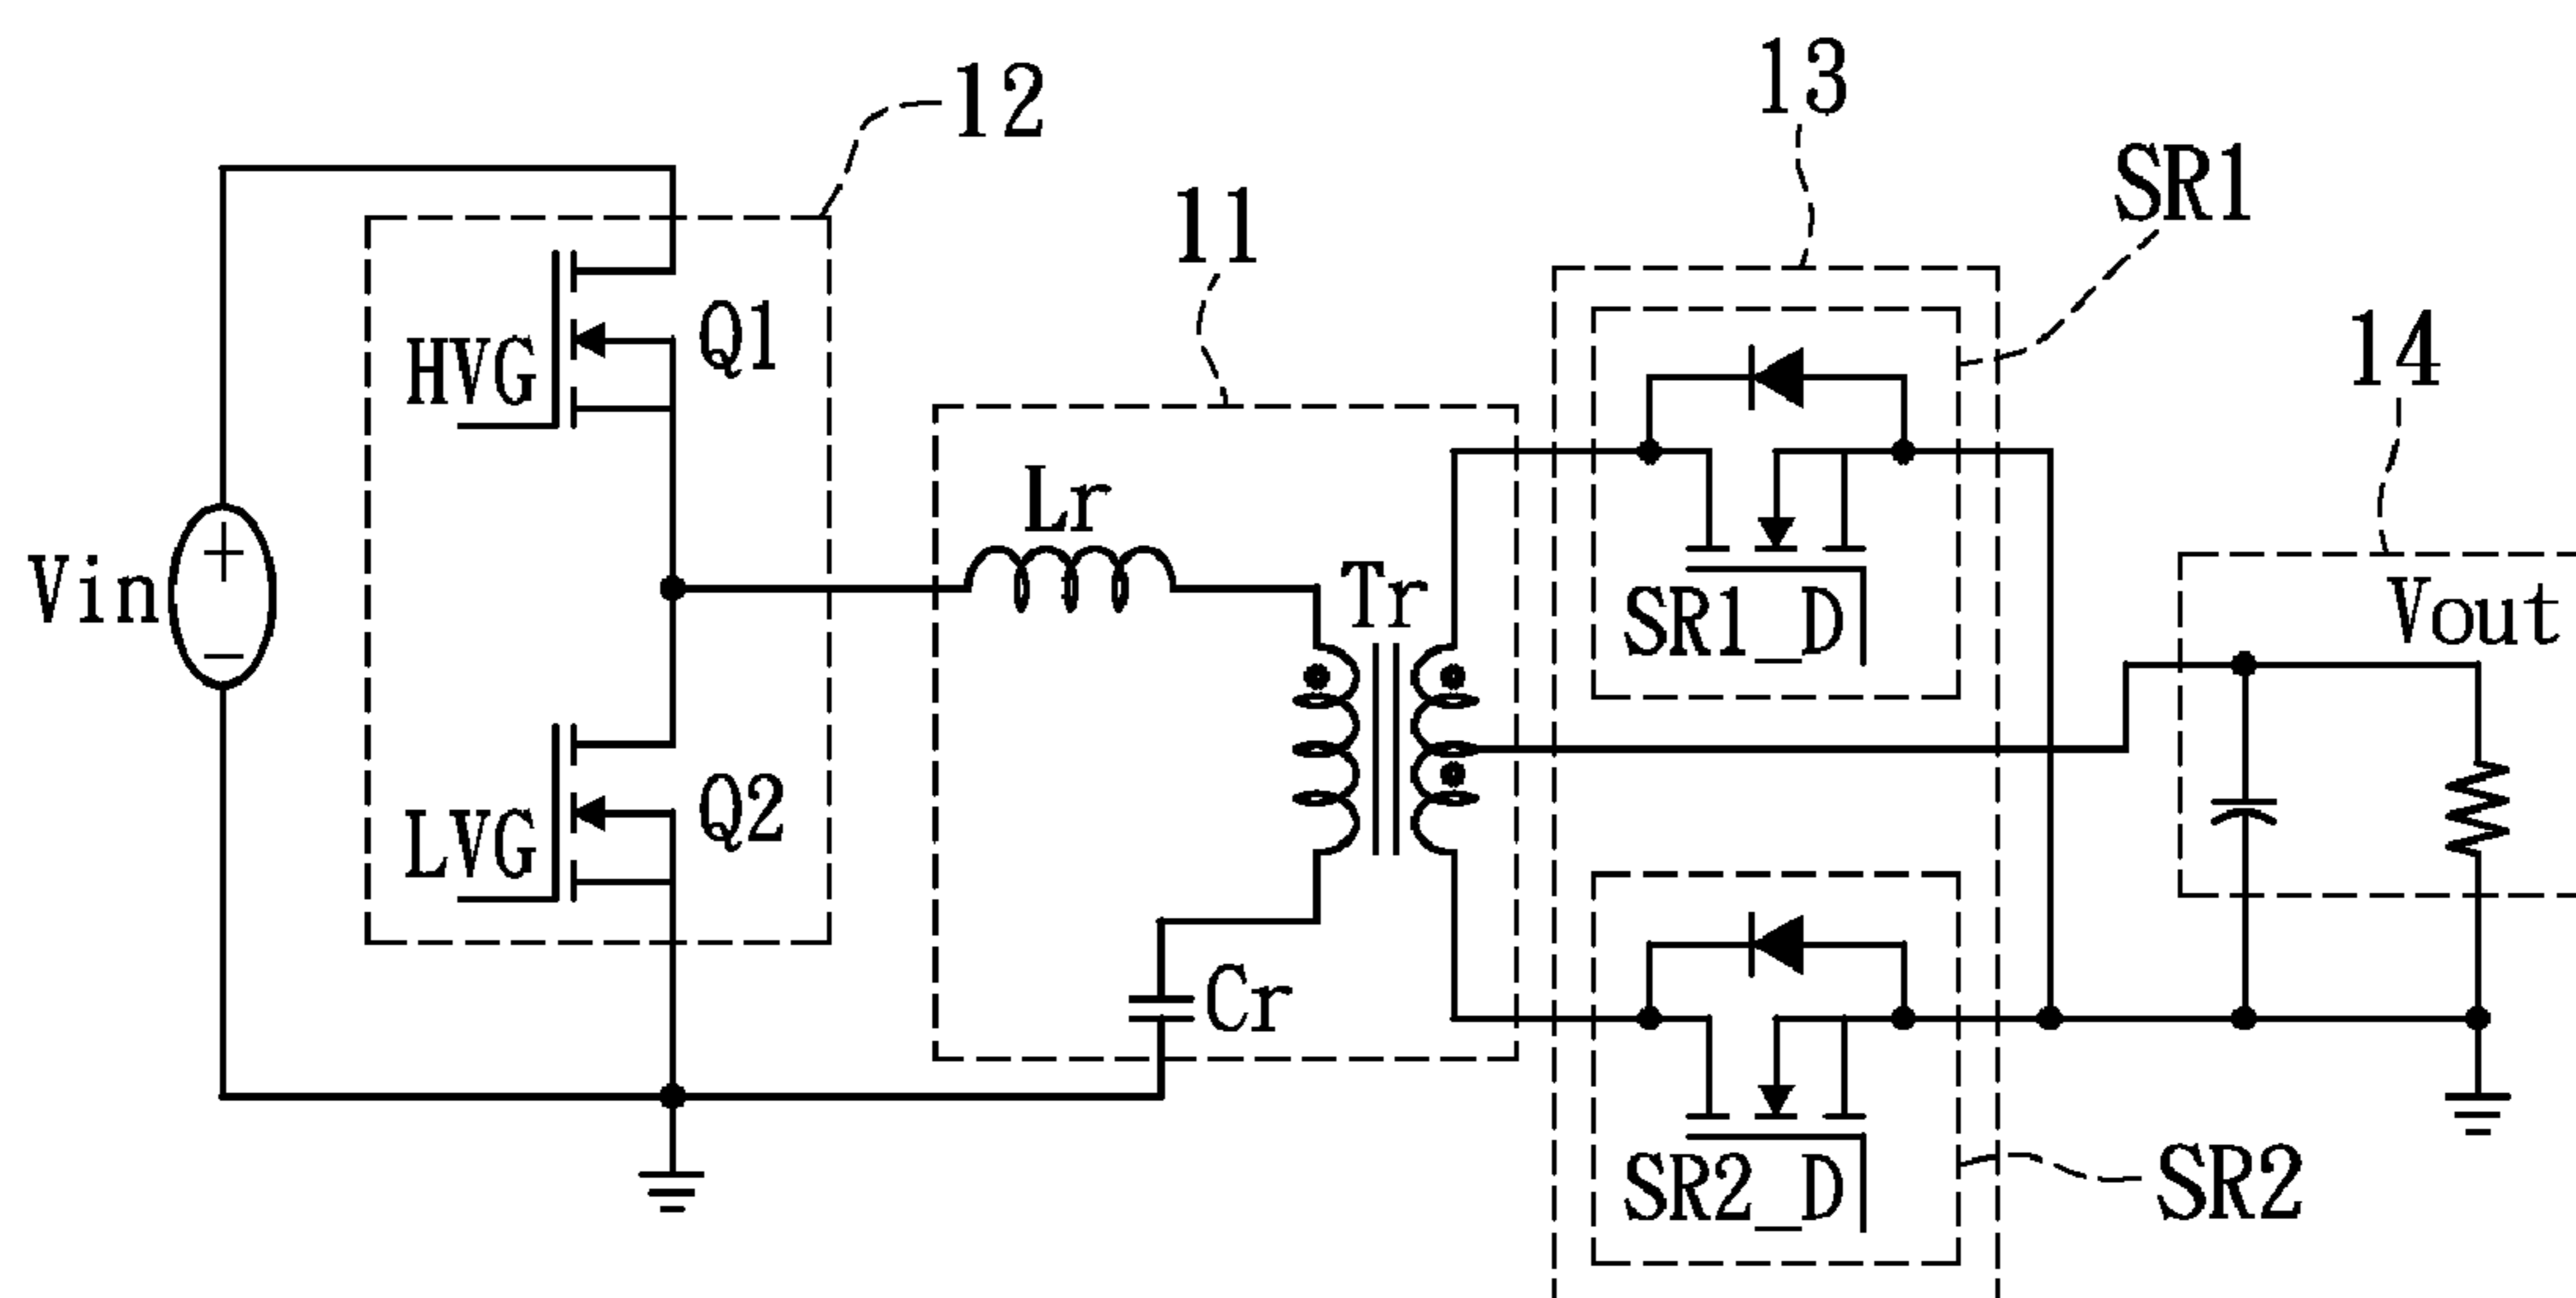 12
13
SR1
11
HVG
Q1
14
Lr
Vin
+
−
Tr
SR1_D
Vout
LVG
Q2
Cr
SR2_D
SR2